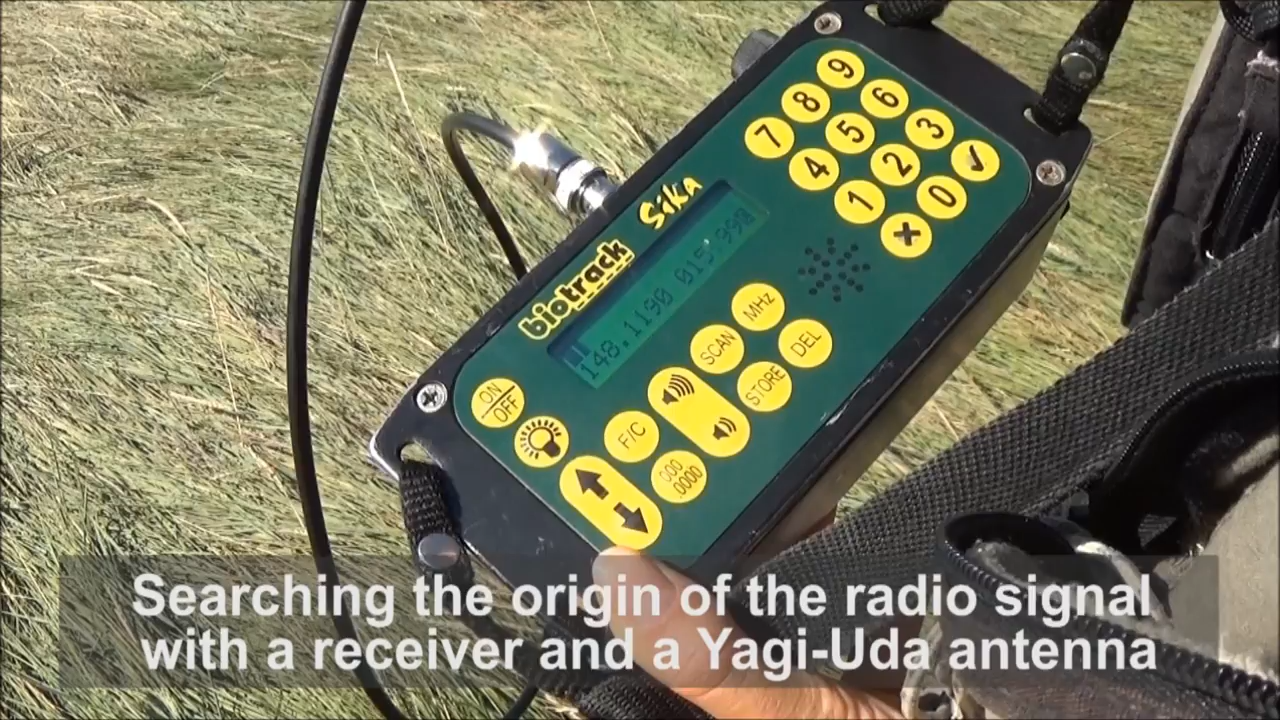 biotrack Sika
148.1190 015.990
9
8 6
7 5 3
4 2 ✓
1 0
×
MHz
SCAN DEL
STORE
ON
OFF
F/C
000
.0000
Searching the origin of the radio signal
with a receiver and a Yagi-Uda antenna